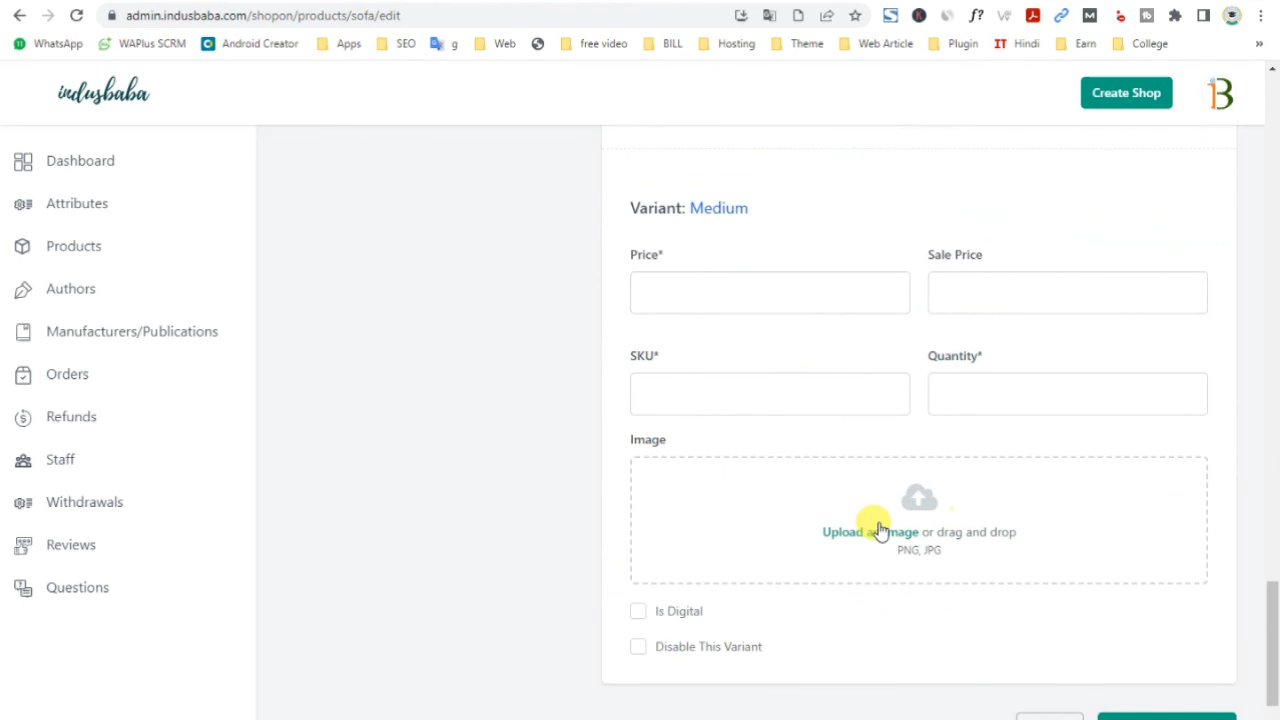 admin.indusbaba.com/shopon/products/sofa/edit
WhatsApp WAPlus SCRM Android Creator Apps SEO g Web free video BILL Hosting Theme Web Article Plugin IT Hindi Earn College »
indusbaba
Create Shop
Dashboard
Attributes
Products
Authors
Manufacturers/Publications
Orders
Refunds
Staff
Withdrawals
Reviews
Questions
Variant: Medium
Price* Sale Price
SKU* Quantity*
Image
Upload an image or drag and drop
PNG, JPG
Is Digital
Disable This Variant